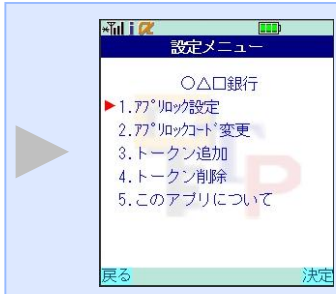 設定メニュー
○△□銀行
1.ｱﾌﾟﾘﾛｯｸ設定
2.ｱﾌﾟﾘﾛｯｸｺｰﾄﾞ変更
3.トークン追加
4.トークン削除
5.このアプリについて
戻る 決定